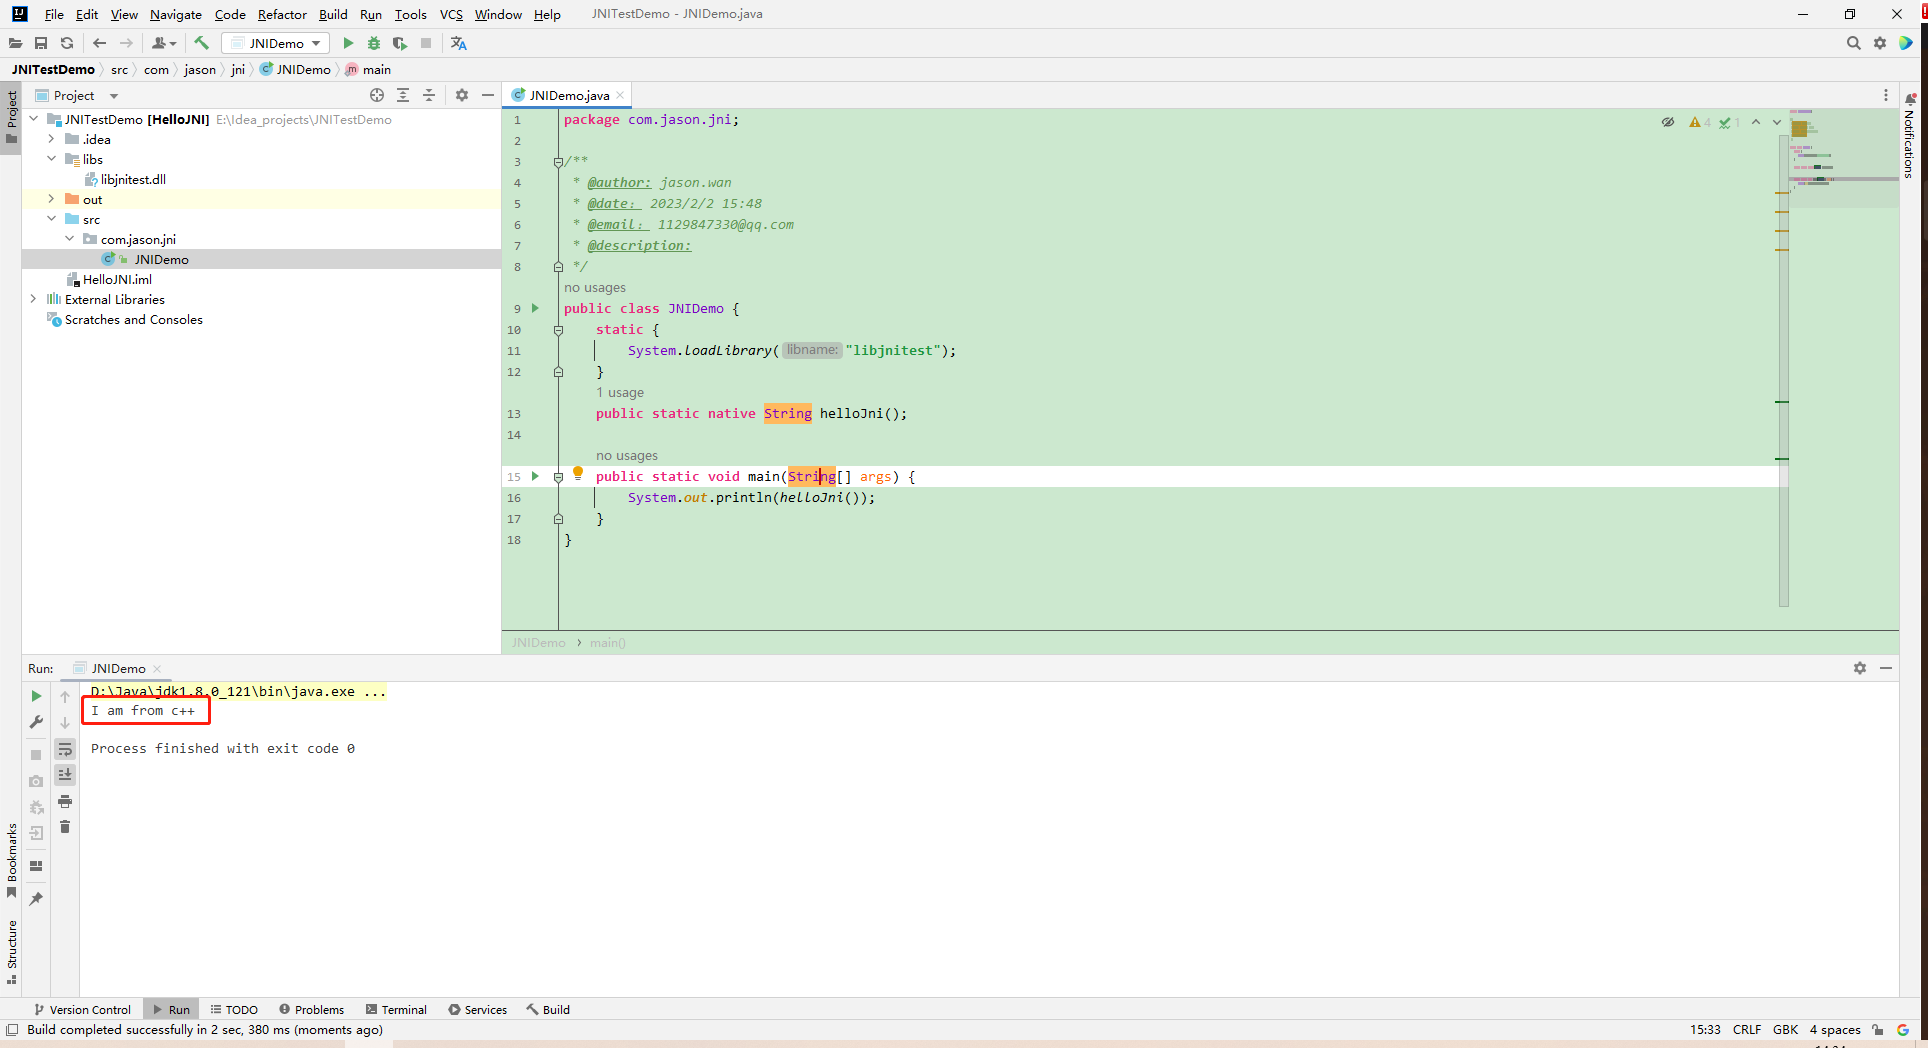 File Edit View Navigate Code Refactor Build Run Tools VCS Window Help JNITestDemo - JNIDemo.java
JNIDemo
JNITestDemo src com jason jni JNIDemo main
Project
Project
JNIDemo.java
Notifications
JNITestDemo [HelloJNI] E:\Idea_projects\JNITestDemo
.idea
libs
libjnitest.dll
out
src
com.jason.jni
JNIDemo
HelloJNI.iml
External Libraries
Scratches and Consoles
4 1
1 package com.jason.jni;
2
3 /**
4 * @author: jason.wan
5 * @date: 2023/2/2 15:48
6 * @email: 1129847330@qq.com
7 * @description:
8 */
no usages
9 public class JNIDemo {
10 static {
11 System.loadLibrary( libname: "libjnitest");
12 }
1 usage
13 public static native String helloJni();
14
no usages
15 public static void main(String[] args) {
16 System.out.println(helloJni());
17 }
18 }
JNIDemo › main()
Run: JNIDemo
D:\Java\jdk1.8.0_121\bin\java.exe ...
I am from c++
Process finished with exit code 0
Bookmarks
Structure
Version Control Run TODO Problems Terminal Services Build
Build completed successfully in 2 sec, 380 ms (moments ago) 15:33 CRLF GBK 4 spaces